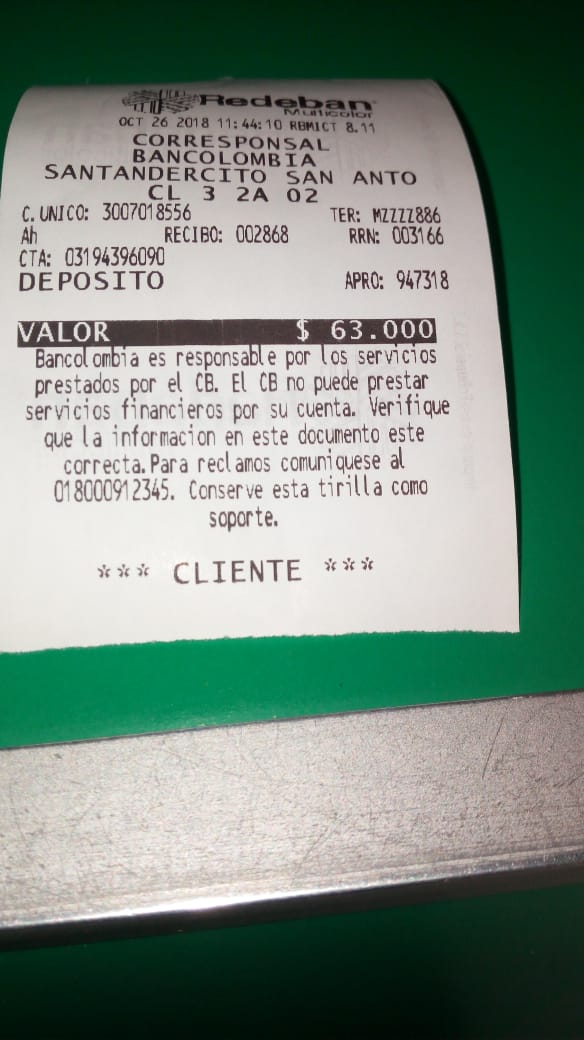 Redeban
Multicolor
OCT 26 2018 11:44:10 RBMICT 8.11
CORRESPONSAL
BANCOLOMBIA
SANTANDERCITO SAN ANTO
CL 3 2A 02
C. UNICO: 3007018556 TER: MZZZZ886
Ah RECIBO: 002868 RRN: 003166
CTA: 03194396090
DEPOSITO APRO: 947318
VALOR $ 63.000
Bancolombia es responsable por los servicios
prestados por el CB. El CB no puede prestar
servicios financieros por su cuenta. Verifique
que la informacion en este documento este
correcta.Para reclamos comuniquese al
018000912345. Conserve esta tirilla como
soporte.
*** CLIENTE ***